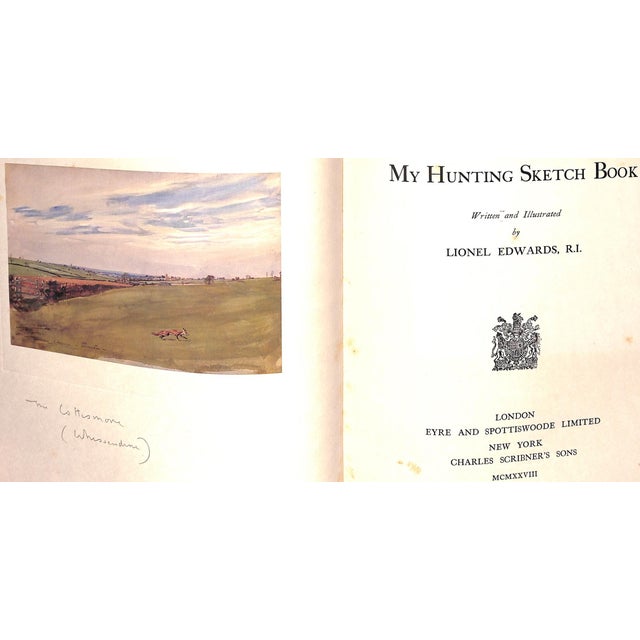 The Cottesmore
(Whissendine)
MY HUNTING SKETCH BOOK
Written and Illustrated
by
LIONEL EDWARDS, R.I.
LONDON
EYRE AND SPOTTISWOODE LIMITED
NEW YORK
CHARLES SCRIBNER'S SONS
MCMXXVIII